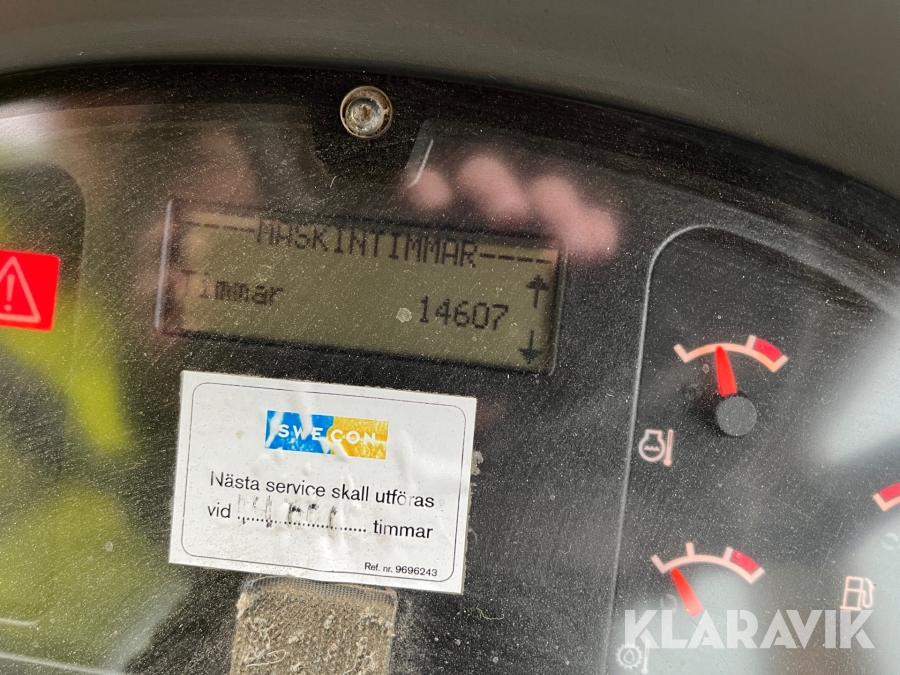 ----MASKINTIMMAR----
Timmar
14607
SWECON
Nästa service skall utföras
vid ................ timmar
Ref. nr. 9696243
KLARAVIK